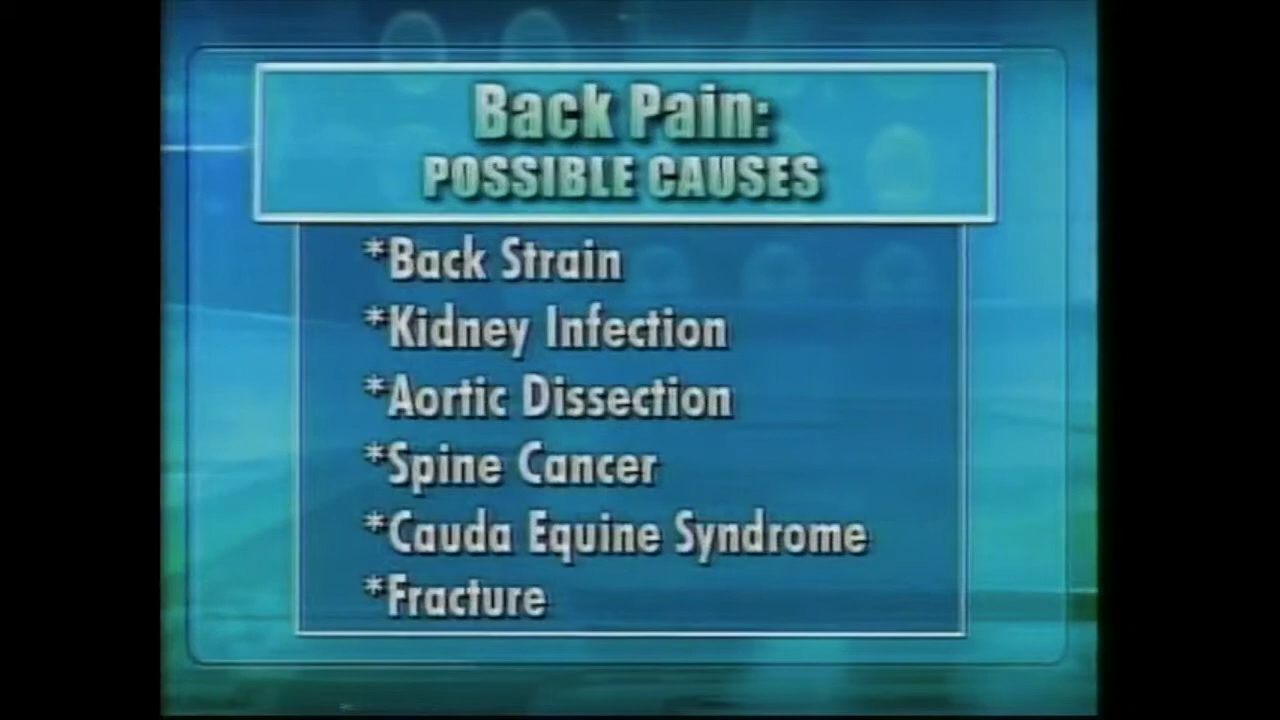 Back Pain:
POSSIBLE CAUSES
*Back Strain
*Kidney Infection
*Aortic Dissection
*Spine Cancer
*Cauda Equine Syndrome
*Fracture